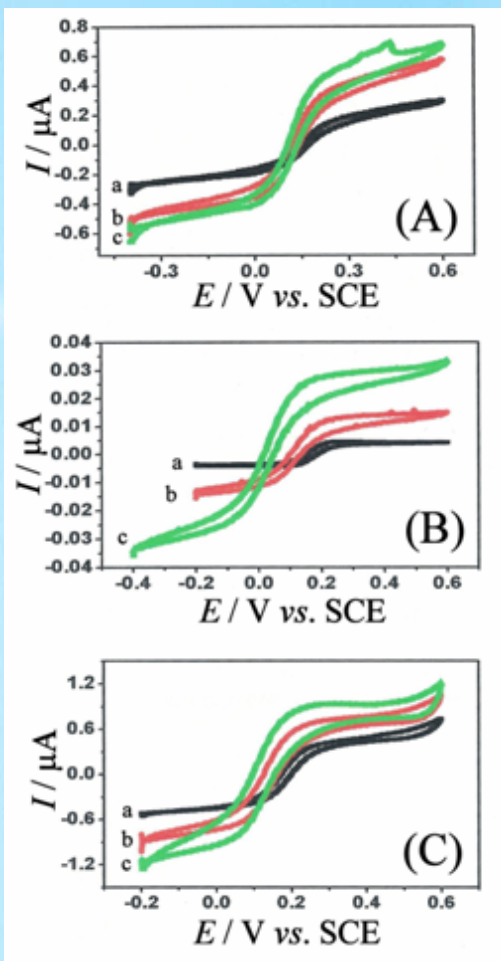 0.8
0.6
0.4
0.2
0.0
-0.2
-0.4
-0.6
I / μA
a
b
c
(A)
-0.3 0.0 0.3 0.6
E / V vs. SCE
0.04
0.03
0.02
0.01
0.00
-0.01
-0.02
-0.03
-0.04
I / μA
a
b
c
(B)
-0.4 -0.2 0.0 0.2 0.4 0.6
E / V vs. SCE
1.2
0.6
0.0
-0.6
-1.2
I / μA
a
b
c
(C)
-0.2 0.0 0.2 0.4 0.6
E / V vs. SCE